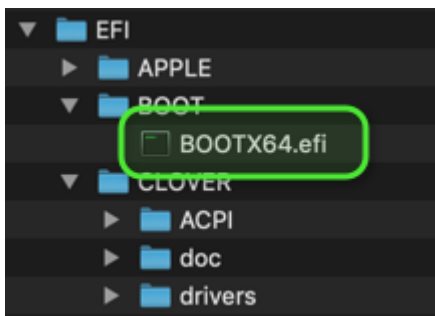 EFI
APPLE
BOOT
BOOTX64.efi
CLOVER
ACPI
doc
drivers